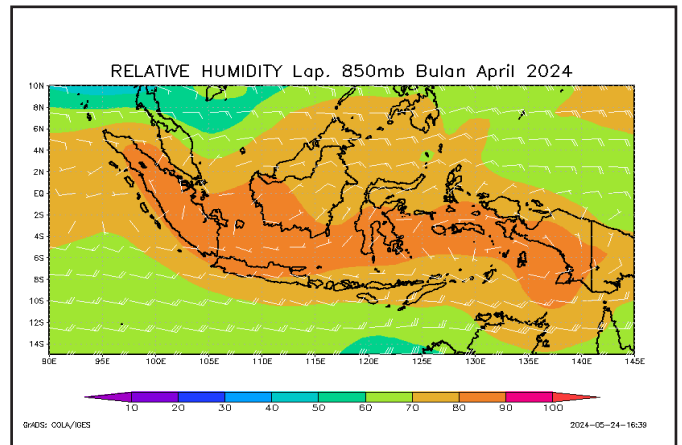 RELATIVE HUMIDITY Lap. 850mb Bulan April 2024
10N
8N
6N
4N
2N
EQ
2S
4S
6S
8S
10S
12S
14S
90E 95E 100E 105E 110E 115E 120E 125E 130E 135E 140E 145E
10 20 30 40 50 60 70 80 90 100
GrADS: COLA/IGES 2024-05-24-16:39